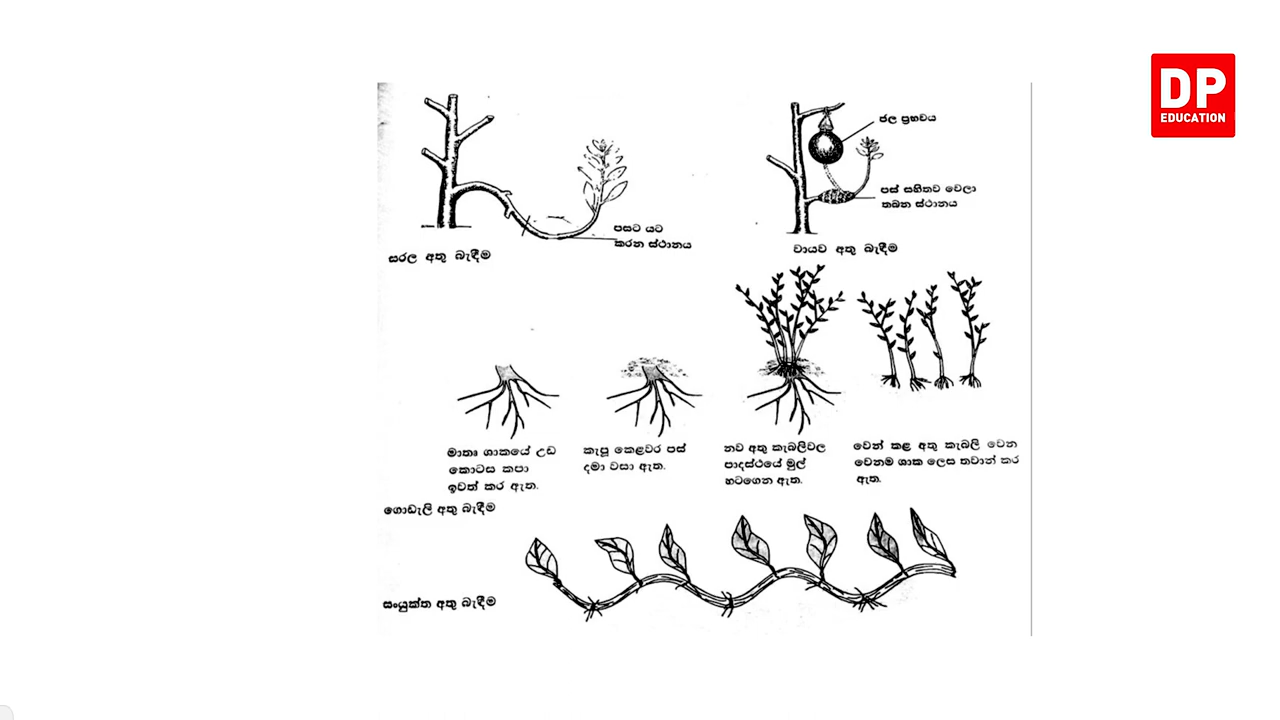 DP
EDUCATION
ජල ප්‍රභවය
පස් සහිතව වෙලා
තබන ස්ථානය
පසට යට
කරන ස්ථානය
සරල අතු බැඳීම
වායව අතු බැඳීම
මාතෘ ශාකයේ උඩ
කොටස කපා
ඉවත් කර ඇත.
කැපූ කෙළවර පස්
දමා වසා ඇත.
නව අතු කැබලිවල
පාදස්ථයේ මුල්
හටගෙන ඇත.
වෙන් කළ අතු කැබලි වෙන
වෙනම ශාක ලෙස තවාන් කර
ඇත.
ගොඩැලි අතු බැඳීම
සංයුක්ත අතු බැඳීම